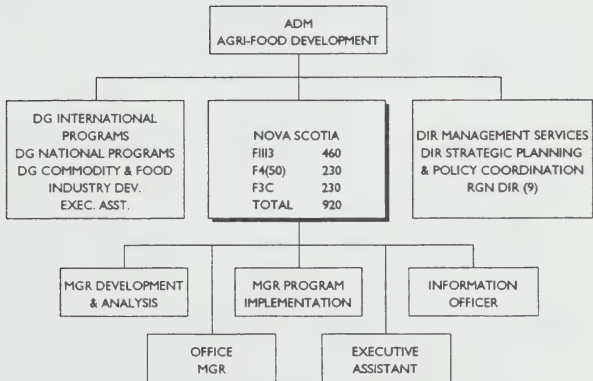 ADM
AGRI-FOOD DEVELOPMENT
DG INTERNATIONAL
PROGRAMS
DG NATIONAL PROGRAMS
DG COMMODITY & FOOD
INDUSTRY DEV.
EXEC. ASST.
NOVA SCOTIA
FIII3 460
F4(50) 230
F3C 230
TOTAL 920
DIR MANAGEMENT SERVICES
DIR STRATEGIC PLANNING
& POLICY COORDINATION
RGN DIR (9)
MGR DEVELOPMENT
& ANALYSIS
MGR PROGRAM
IMPLEMENTATION
INFORMATION
OFFICER
OFFICE
MGR
EXECUTIVE
ASSISTANT